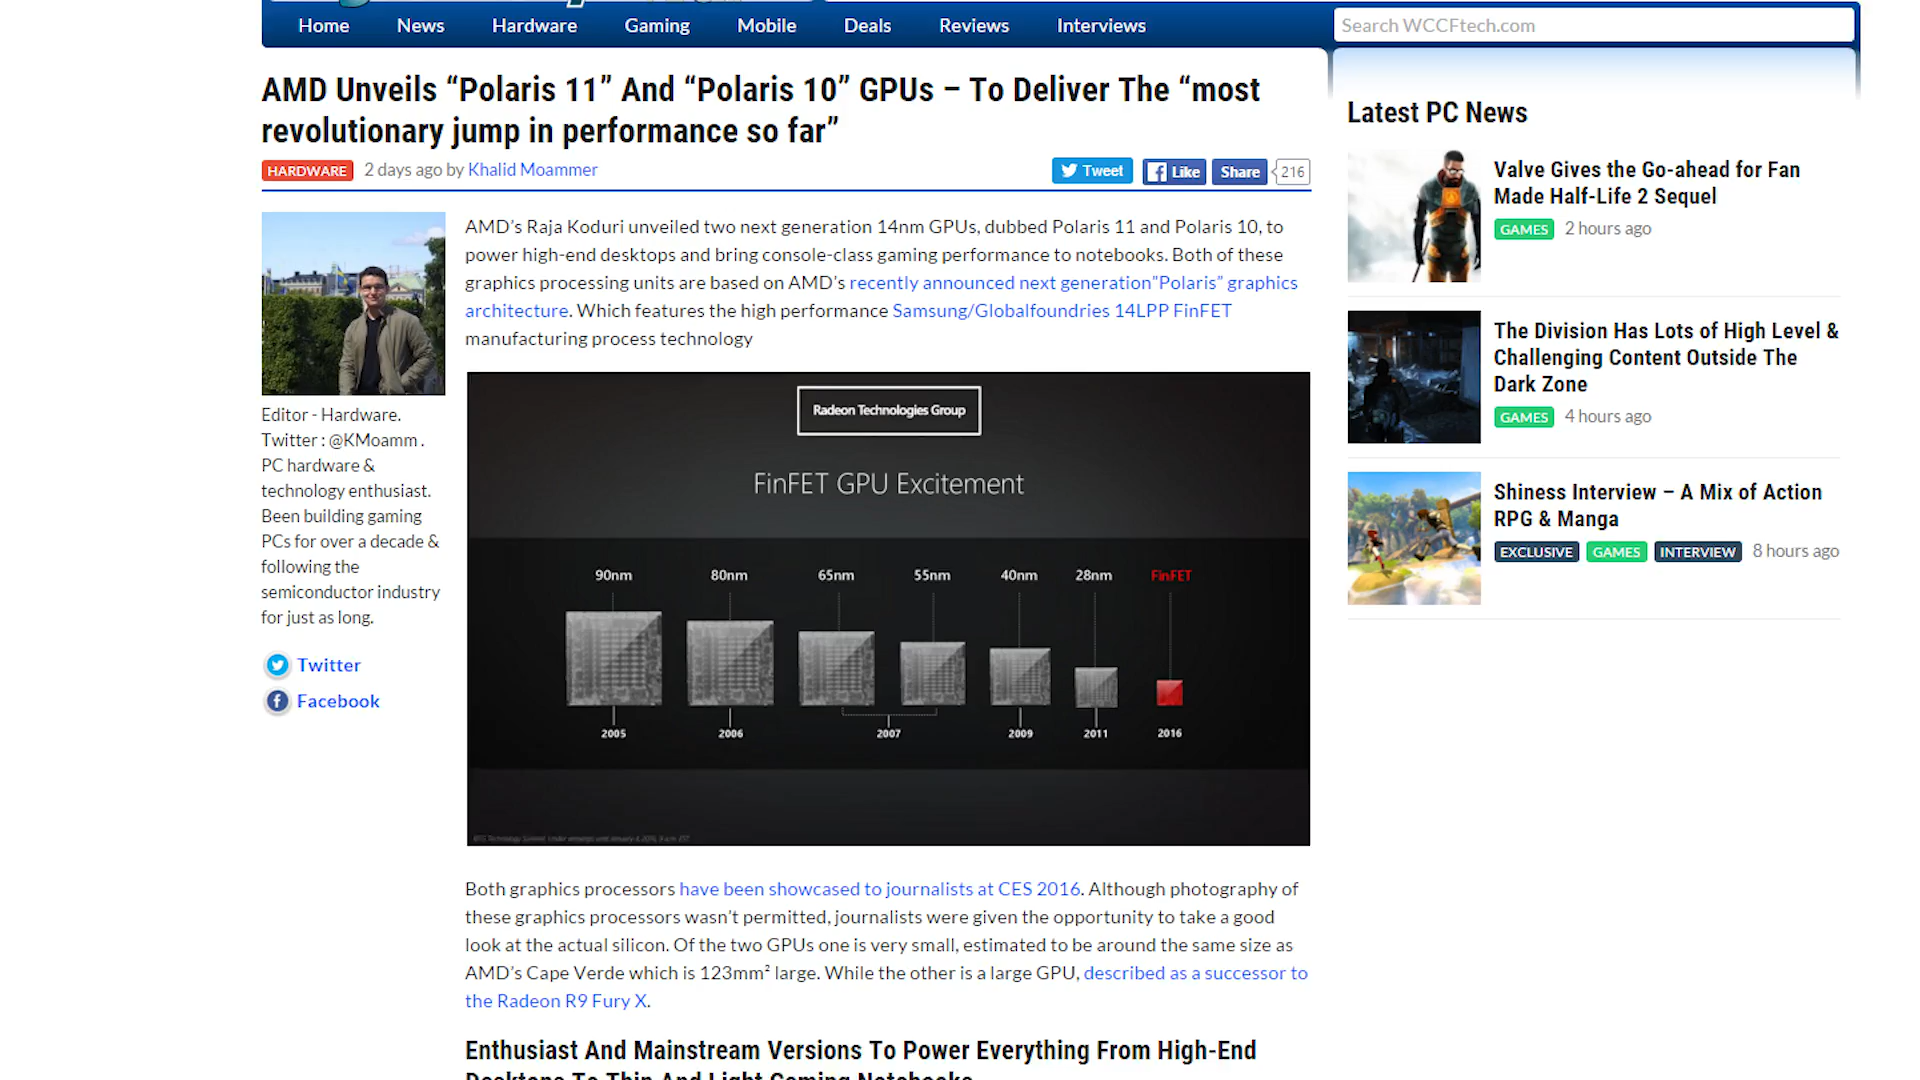 Home News Hardware Gaming Mobile Deals Reviews Interviews
Search WCCFtech.com
AMD Unveils “Polaris 11” And “Polaris 10” GPUs – To Deliver The “most
revolutionary jump in performance so far”
HARDWARE 2 days ago by Khalid Moammer
Tweet Like Share 216
Editor - Hardware.
Twitter : @KMoamm .
PC hardware &
technology enthusiast.
Been building gaming
PCs for over a decade &
following the
semiconductor industry
for just as long.
Twitter
Facebook
AMD’s Raja Koduri unveiled two next generation 14nm GPUs, dubbed Polaris 11 and Polaris 10, to
power high-end desktops and bring console-class gaming performance to notebooks. Both of these
graphics processing units are based on AMD’s recently announced next generation”Polaris” graphics
architecture. Which features the high performance Samsung/Globalfoundries 14LPP FinFET
manufacturing process technology
Radeon Technologies Group
FinFET GPU Excitement
90nm 80nm 65nm 55nm 40nm 28nm FinFET
2005 2006 2007 2009 2011 2016
Both graphics processors have been showcased to journalists at CES 2016. Although photography of
these graphics processors wasn’t permitted, journalists were given the opportunity to take a good
look at the actual silicon. Of the two GPUs one is very small, estimated to be around the same size as
AMD’s Cape Verde which is 123mm² large. While the other is a large GPU, described as a successor to
the Radeon R9 Fury X.
Enthusiast And Mainstream Versions To Power Everything From High-End
Desktops To Thin And Light Gaming Notebooks
Latest PC News
Valve Gives the Go-ahead for Fan
Made Half-Life 2 Sequel
GAMES 2 hours ago
The Division Has Lots of High Level &
Challenging Content Outside The
Dark Zone
GAMES 4 hours ago
Shiness Interview – A Mix of Action
RPG & Manga
EXCLUSIVE GAMES INTERVIEW 8 hours ago